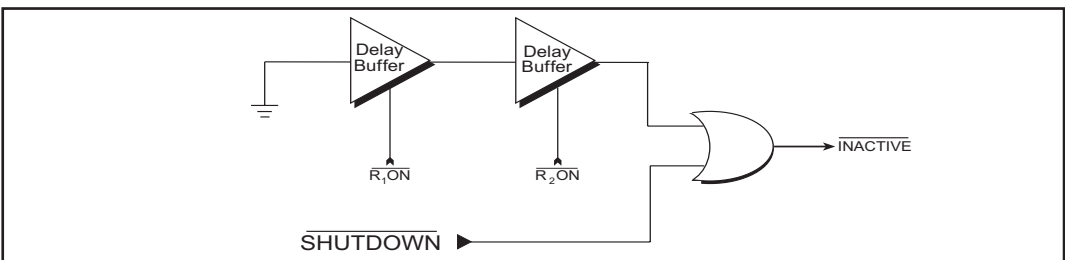 Delay
Buffer
Delay
Buffer
R₁ON
R₂ON
INACTIVE
SHUTDOWN